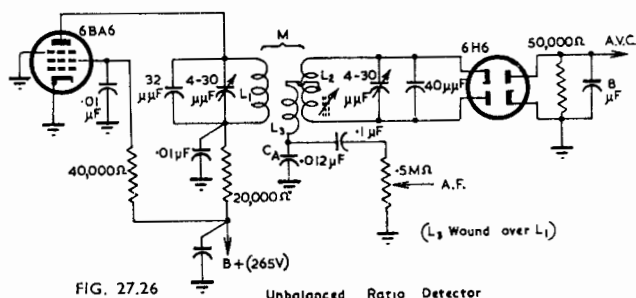 6BA6
.01
μF
40,000Ω
32
μμF
4-30
μμF
L₁
.01μF
20,000Ω
B+(265V)
M
L₂
L₃
4-30
μμF
40μμF
C_A
.012μF
.1μF
.5MΩ
A.F.
6H6
50,000Ω
A.V.C.
8
μF
(L₃ Wound over L₁)
FIG. 27.26
Unbalanced Ratio Detector